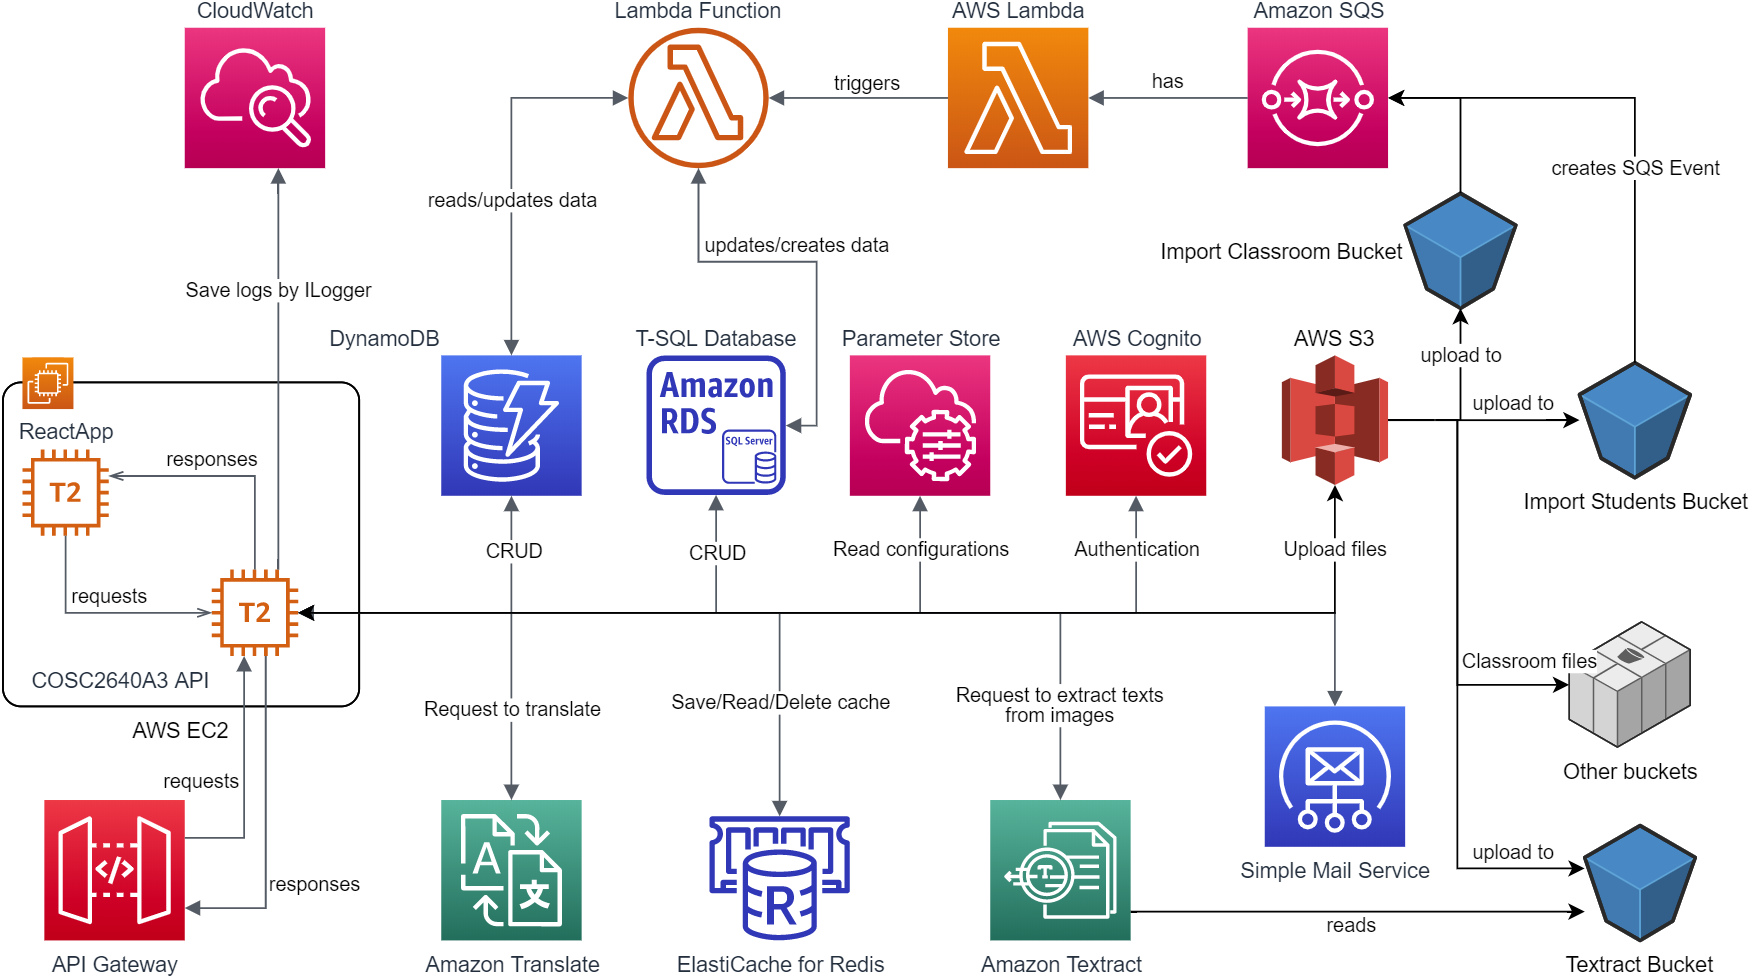 CloudWatch
Lambda Function
AWS Lambda
Amazon SQS
triggers
has
creates SQS Event
reads/updates data
updates/creates data
Import Classroom Bucket
Save logs by ILogger
DynamoDB
T-SQL Database
Parameter Store
AWS Cognito
AWS S3
upload to
Amazon
RDS
SQL Server
upload to
ReactApp
responses
T2
Import Students Bucket
CRUD
CRUD
Read configurations
Authentication
Upload files
requests
T2
COSC2640A3 API
Classroom files
AWS EC2
Request to translate
Save/Read/Delete cache
Request to extract texts
from images
Other buckets
requests
A
文
R
T
Simple Mail Service
upload to
responses
reads
API Gateway
Amazon Translate
ElastiCache for Redis
Amazon Textract
Textract Bucket